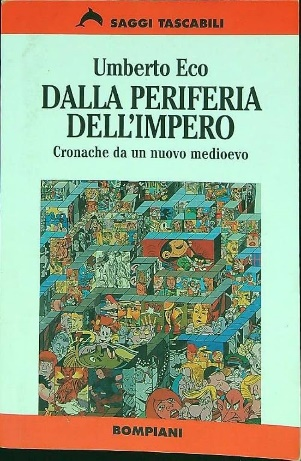 SAGGI TASCABILI
Umberto Eco
DALLA PERIFERIA
DELL'IMPERO
Cronache da un nuovo medioevo
BOMPIANI